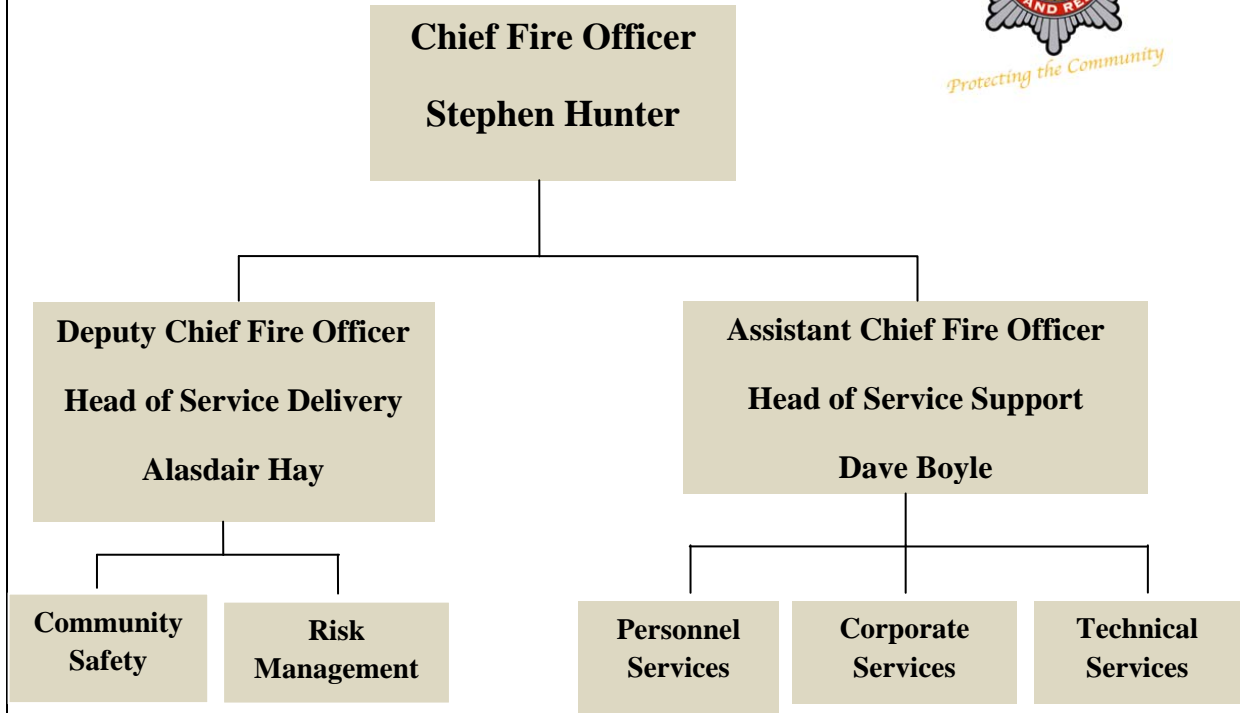 Chief Fire Officer
Stephen Hunter
AND RE
Protecting the Community
Deputy Chief Fire Officer
Head of Service Delivery
Alasdair Hay
Assistant Chief Fire Officer
Head of Service Support
Dave Boyle
Community
Safety
Risk
Management
Personnel
Services
Corporate
Services
Technical
Services